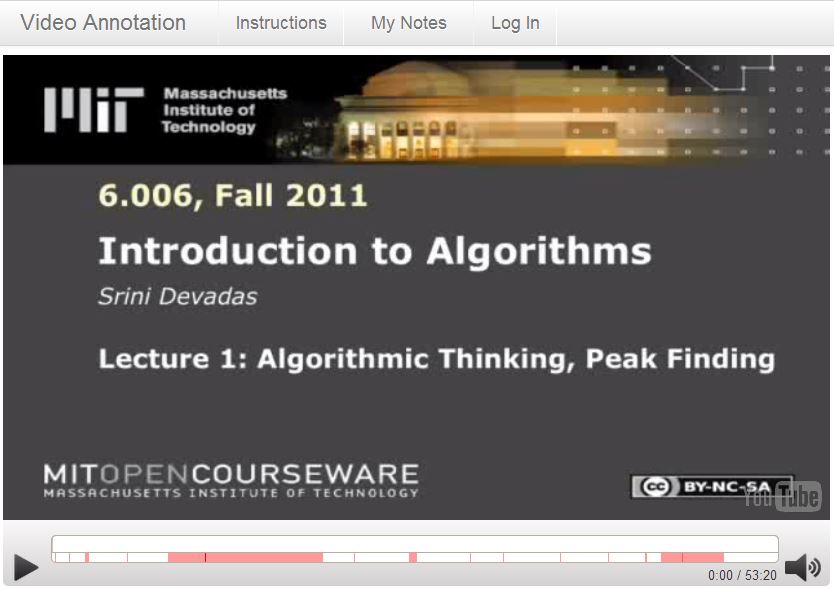 Video Annotation
Instructions
My Notes
Log In
MIT
Massachusetts
Institute of
Technology
6.006, Fall 2011
Introduction to Algorithms
Srini Devadas
Lecture 1: Algorithmic Thinking, Peak Finding
MITOPENCOURSEWARE
MASSACHUSETTS INSTITUTE OF TECHNOLOGY
cc BY-NC-SA
YouTube
0:00 / 53:20